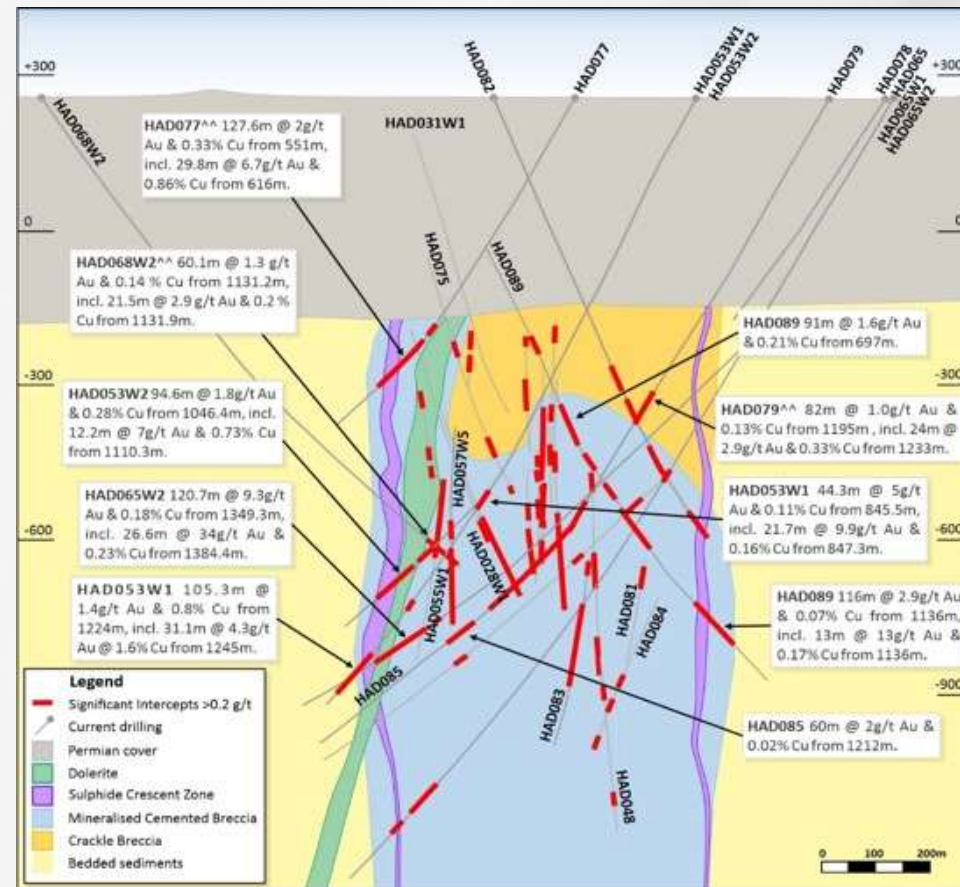 HAD082
HAD077
HAD053W1
HAD053W2
HAD079
HAD078
HAD065
HAD065W1
HAD065W2
+300
+300
HAD068W2
HAD031W1
HAD077^^ 127.6m @ 2g/t
Au & 0.33% Cu from 551m,
incl. 29.8m @ 6.7g/t Au &
0.86% Cu from 616m.
0
0
HAD075
HAD089
HAD068W2^^ 60.1m @ 1.3 g/t
Au & 0.14 % Cu from 1131.2m,
incl. 21.5m @ 2.9 g/t Au & 0.2 %
Cu from 1131.9m.
HAD089 91m @ 1.6g/t Au
& 0.21% Cu from 697m.
-300
-300
HAD053W2 94.6m @ 1.8g/t Au
& 0.28% Cu from 1046.4m, incl.
12.2m @ 7g/t Au & 0.73% Cu
from 1110.3m.
HAD079^^ 82m @ 1.0g/t Au &
0.13% Cu from 1195m, incl. 24m @
2.9g/t Au & 0.33% Cu from 1233m.
HAD057W5
HAD065W2 120.7m @ 9.3g/t
Au & 0.18% Cu from 1349.3m,
incl. 26.6m @ 34g/t Au &
0.23% Cu from 1384.4m.
HAD053W1 44.3m @ 5g/t
Au & 0.11% Cu from 845.5m,
incl. 21.7m @ 9.9g/t Au &
0.16% Cu from 847.3m.
-600
-600
HAD055W1
HAD081
HAD084
HAD053W1 105.3m @
1.4g/t Au & 0.8% Cu from
1224m, incl. 31.1m @ 4.3g/t
Au @ 1.6% Cu from 1245m.
HAD089 116m @ 2.9g/t Au
& 0.07% Cu from 1136m,
incl. 13m @ 13g/t Au &
0.17% Cu from 1136m.
HAD085
HAD083
-900
HAD085 60m @ 2g/t Au &
0.02% Cu from 1212m.
HAD048
Legend
Significant Intercepts >0.2 g/t
Current drilling
Permian cover
Dolerite
Sulphide Crescent Zone
Mineralised Cemented Breccia
Crackle Breccia
Bedded sediments
0 100 200m